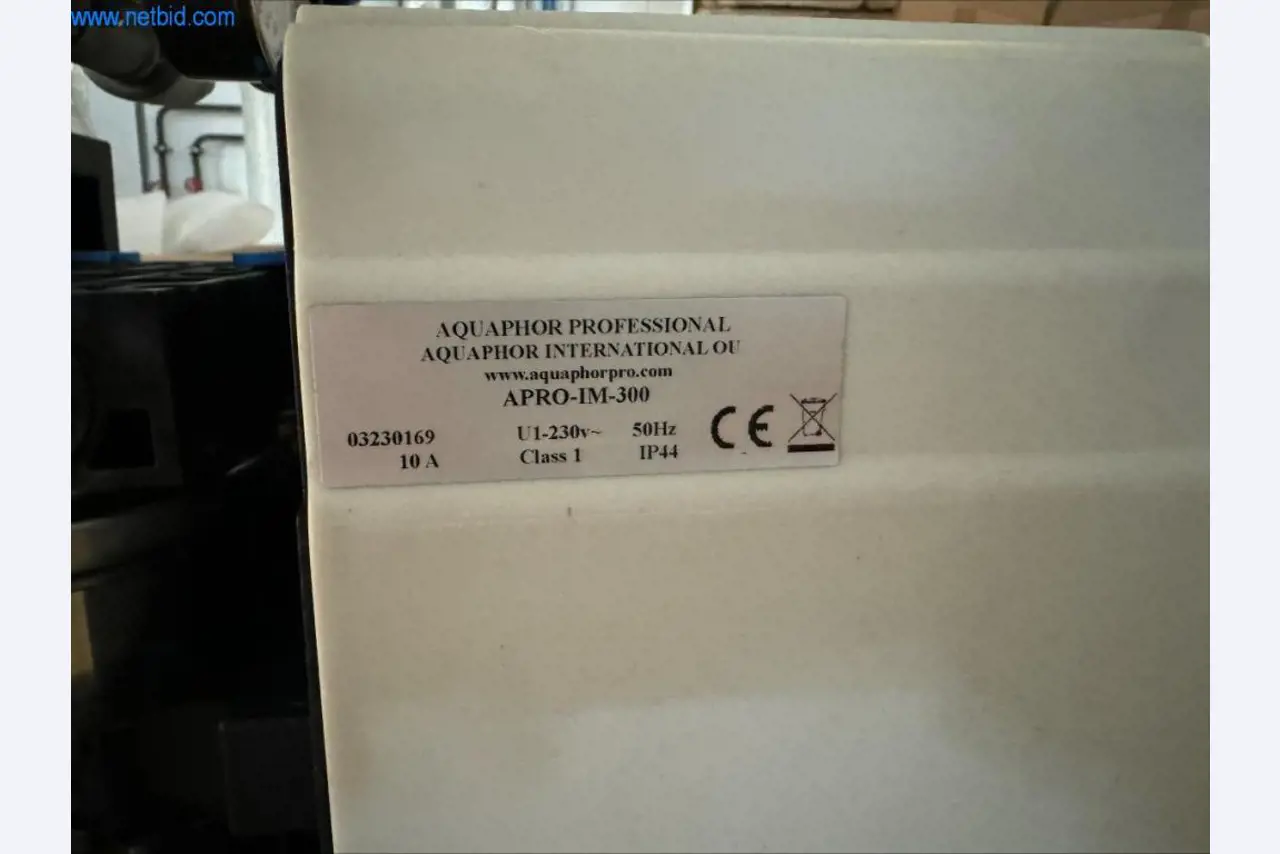 www.netbid.com
AQUAPHOR PROFESSIONAL
AQUAPHOR INTERNATIONAL OU
www.aquaphorpro.com
APRO-IM-300
03230169 U1-230v~ 50Hz CE
10 A Class 1 IP44